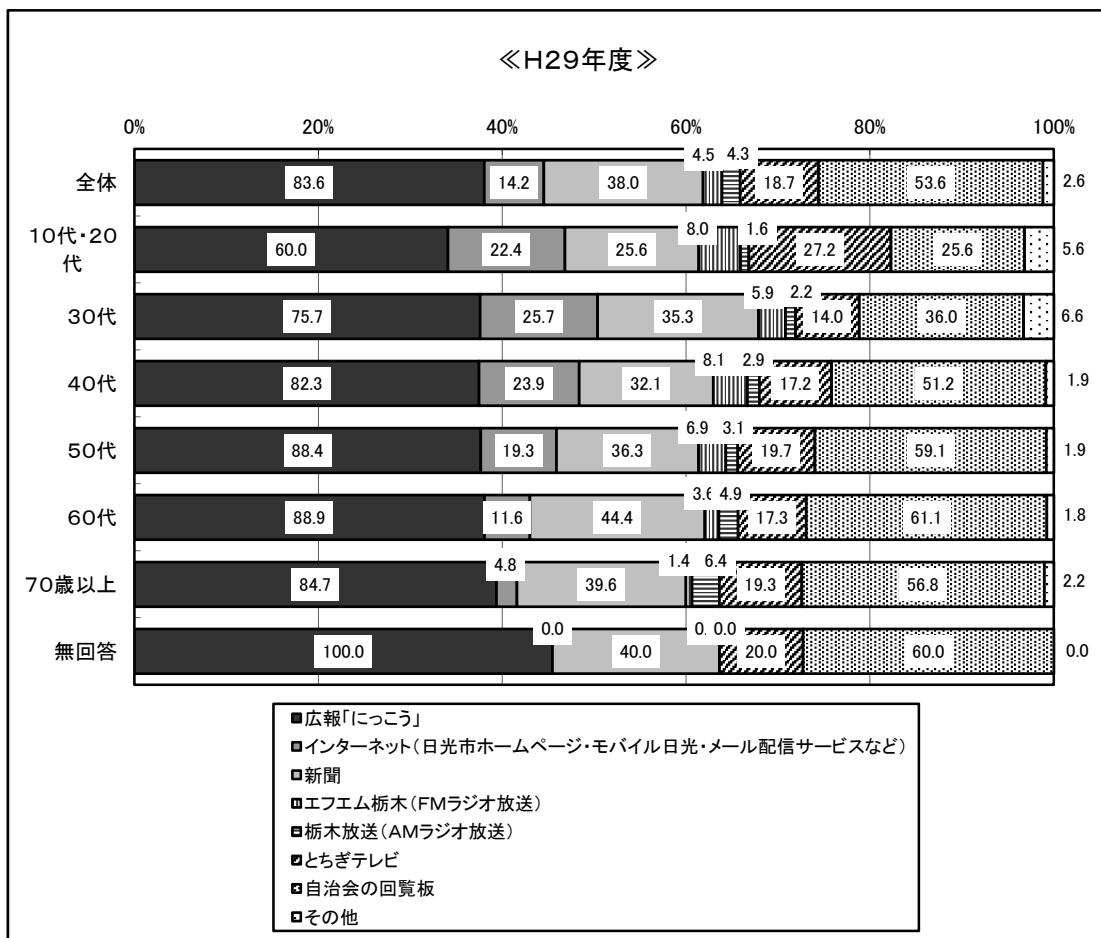 ≪H29年度≫
0% 20% 40% 60% 80% 100%
全体 83.6 14.2 38.0 4.5 4.3 18.7 53.6 2.6
10代・20代 60.0 22.4 25.6 8.0 1.6 27.2 25.6 5.6
30代 75.7 25.7 35.3 5.9 2.2 14.0 36.0 6.6
40代 82.3 23.9 32.1 8.1 2.9 17.2 51.2 1.9
50代 88.4 19.3 36.3 6.9 3.1 19.7 59.1 1.9
60代 88.9 11.6 44.4 3.6 4.9 17.3 61.1 1.8
70歳以上 84.7 4.8 39.6 1.4 6.4 19.3 56.8 2.2
無回答 100.0 0.0 40.0 0. 0.0 20.0 60.0 0.0
広報「にっこう」
インターネット(日光市ホームページ・モバイル日光・メール配信サービスなど)
新聞
エフエム栃木(FMラジオ放送)
栃木放送(AMラジオ放送)
とちぎテレビ
自治会の回覧板
その他